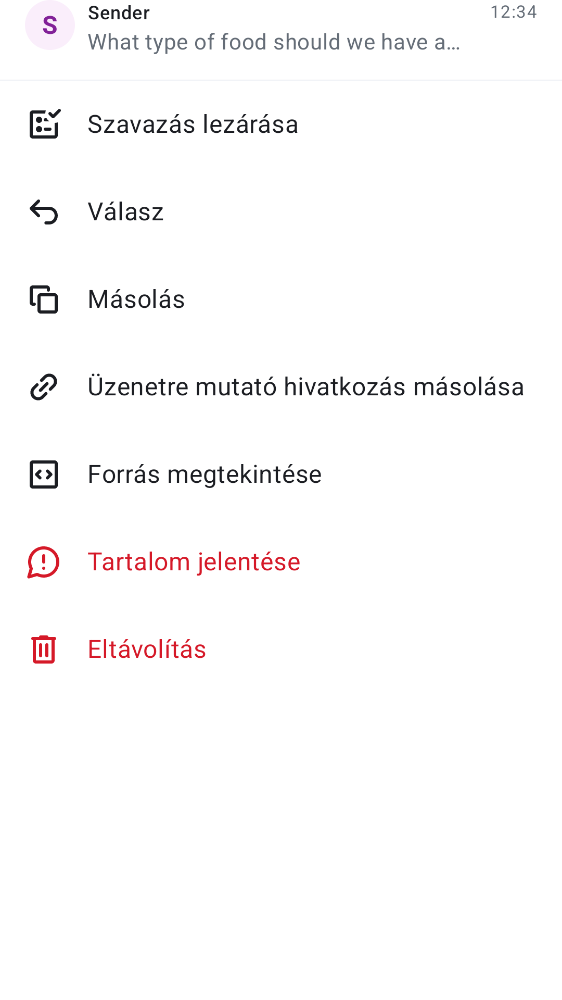 S
Sender
12:34
What type of food should we have a…
Szavazás lezárása
Válasz
Másolás
Üzenetre mutató hivatkozás másolása
Forrás megtekintése
Tartalom jelentése
Eltávolítás